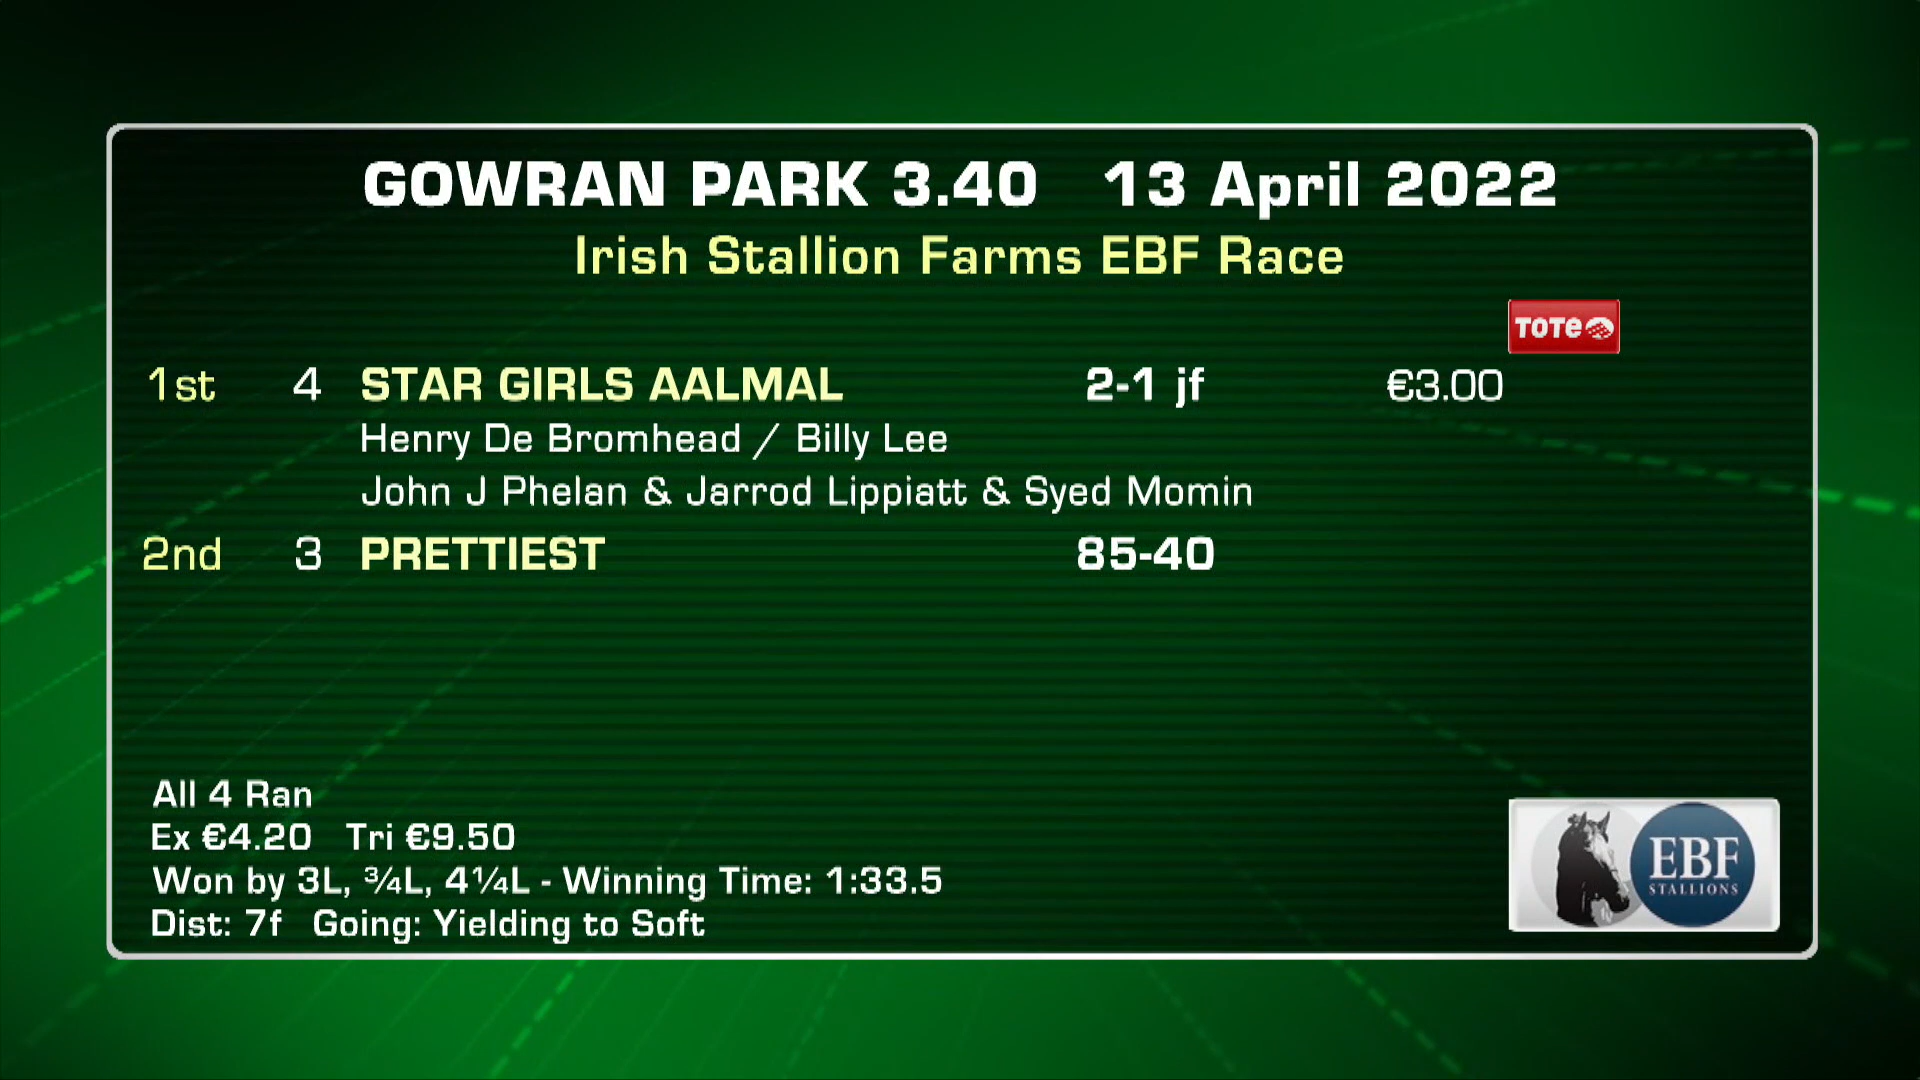 GOWRAN PARK 3.40 13 April 2022
Irish Stallion Farms EBF Race
TOTE
1st 4 STAR GIRLS AALMAL 2-1 jf €3.00
Henry De Bromhead / Billy Lee
John J Phelan & Jarrod Lippiatt & Syed Momin
2nd 3 PRETTIEST 85-40
All 4 Ran
Ex €4.20 Tri €9.50
Won by 3L, ¾L, 4¼L - Winning Time: 1:33.5
Dist: 7f Going: Yielding to Soft
EBF
STALLIONS